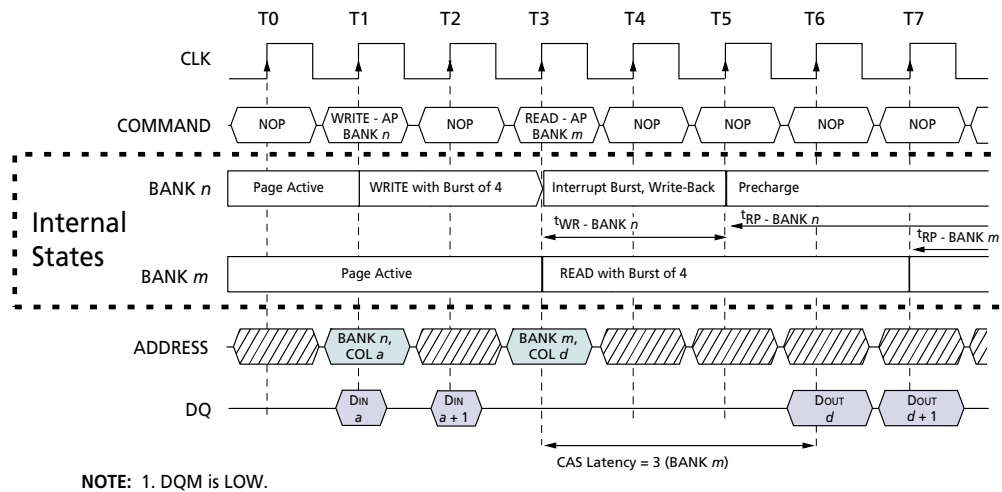 T0 T1 T2 T3 T4 T5 T6 T7
CLK
COMMAND NOP WRITE - AP BANK n NOP READ - AP BANK m NOP NOP NOP NOP
BANK n Page Active WRITE with Burst of 4 Interrupt Burst, Write-Back Precharge
Internal States
tWR - BANK n tRP - BANK n
tRP - BANK m
BANK m Page Active READ with Burst of 4
ADDRESS BANK n, COL a BANK m, COL d
DQ DIN a DIN a + 1 DOUT d DOUT d + 1
CAS Latency = 3 (BANK m)
NOTE: 1. DQM is LOW.